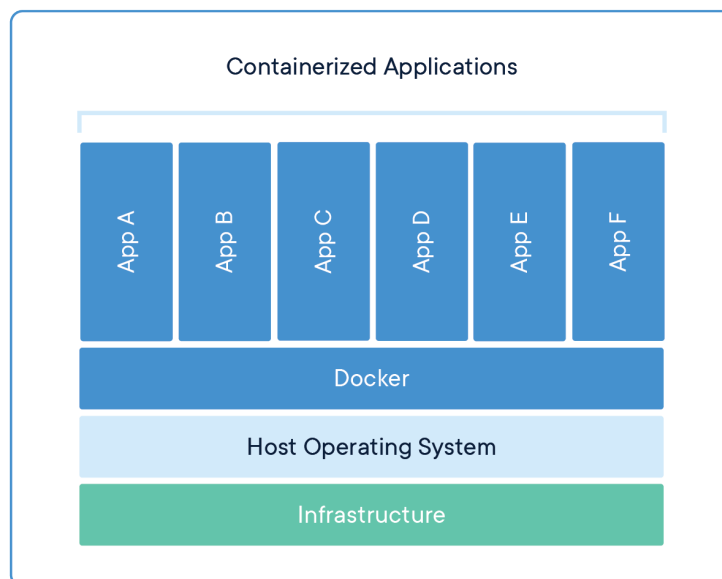 Containerized Applications
App A
App B
App C
App D
App E
App F
Docker
Host Operating System
Infrastructure